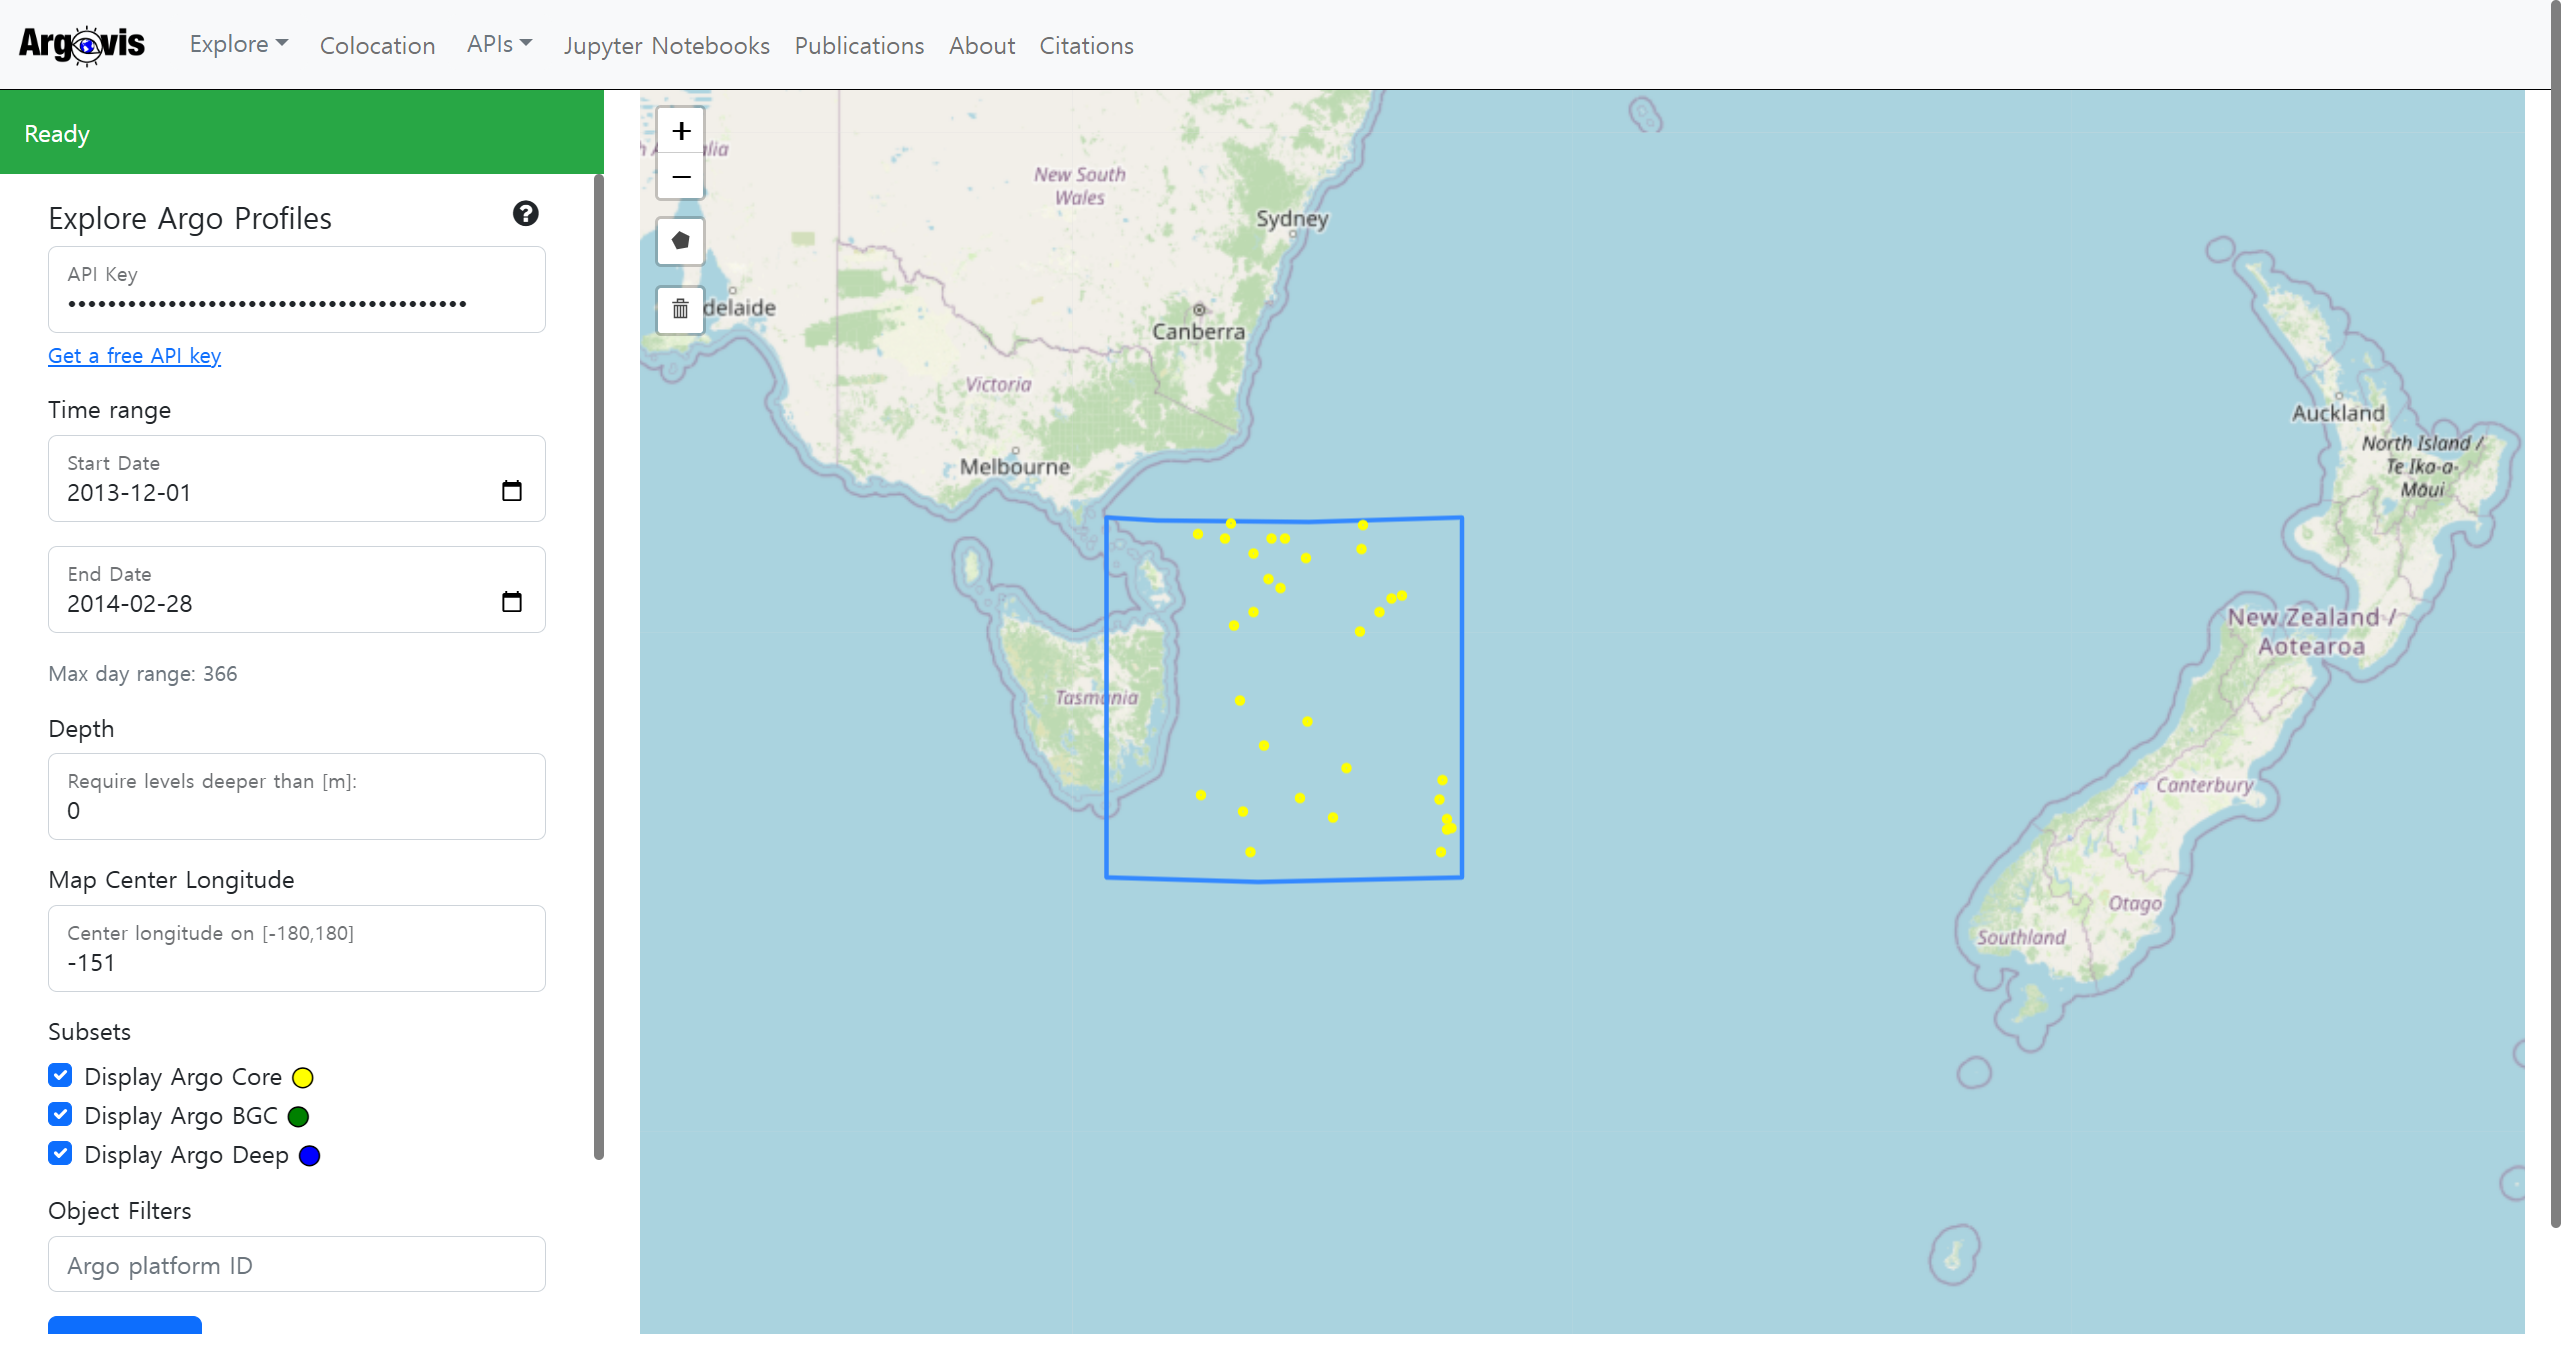 Argovis
Explore
Colocation
APIs
Jupyter Notebooks
Publications
About
Citations
Ready
Explore Argo Profiles
API Key
••••••••••••••••••••••••••••••••••••••••
Get a free API key
Time range
Start Date
2013-12-01
End Date
2014-02-28
Max day range: 366
Depth
Require levels deeper than [m]:
0
Map Center Longitude
Center longitude on [-180,180]
-151
Subsets
Display Argo Core
Display Argo BGC
Display Argo Deep
Object Filters
Argo platform ID
+
−
New South
Wales
Sydney
delaide
Canberra
Victoria
Melbourne
Tasmania
Auckland
North Island /
Te Ika-a-
Māui
New Zealand /
Aotearoa
Canterbury
Otago
Southland